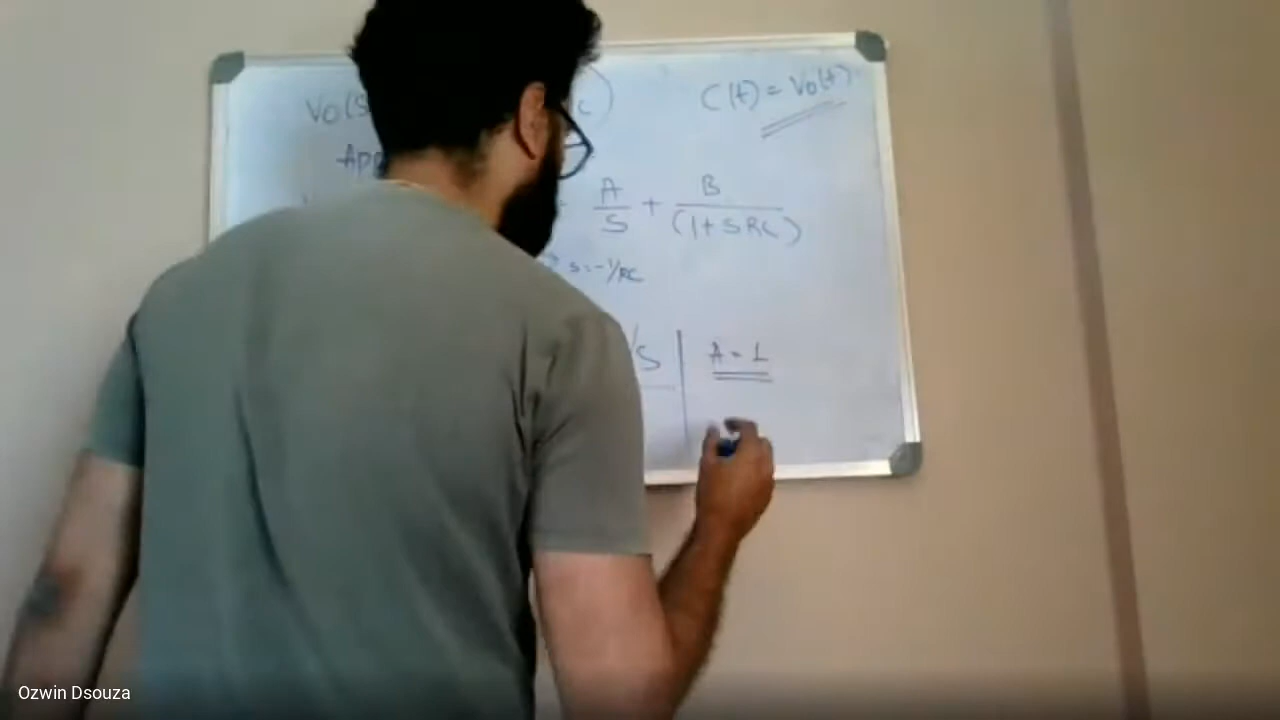 Vo(s
C(t) = Vo(t)
App
A/S + B/(1+SRC)
s=-1/RC
/S | A = 1
Ozwin Dsouza